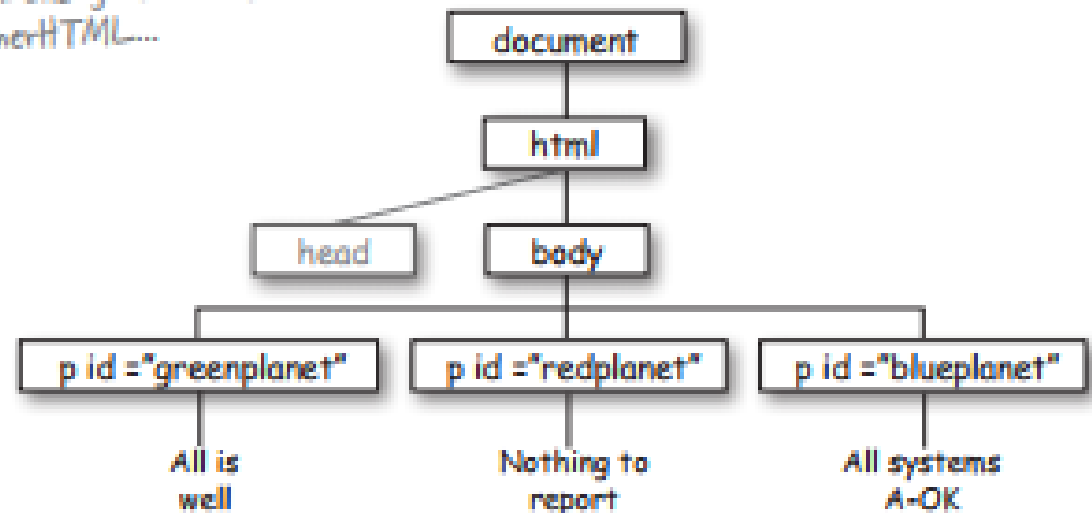 nerHTML....
document
html
head
body
p id ="greenplanet"
p id ="redplanet"
p id ="blueplanet"
All is
well
Nothing to
report
All systems
A-OK